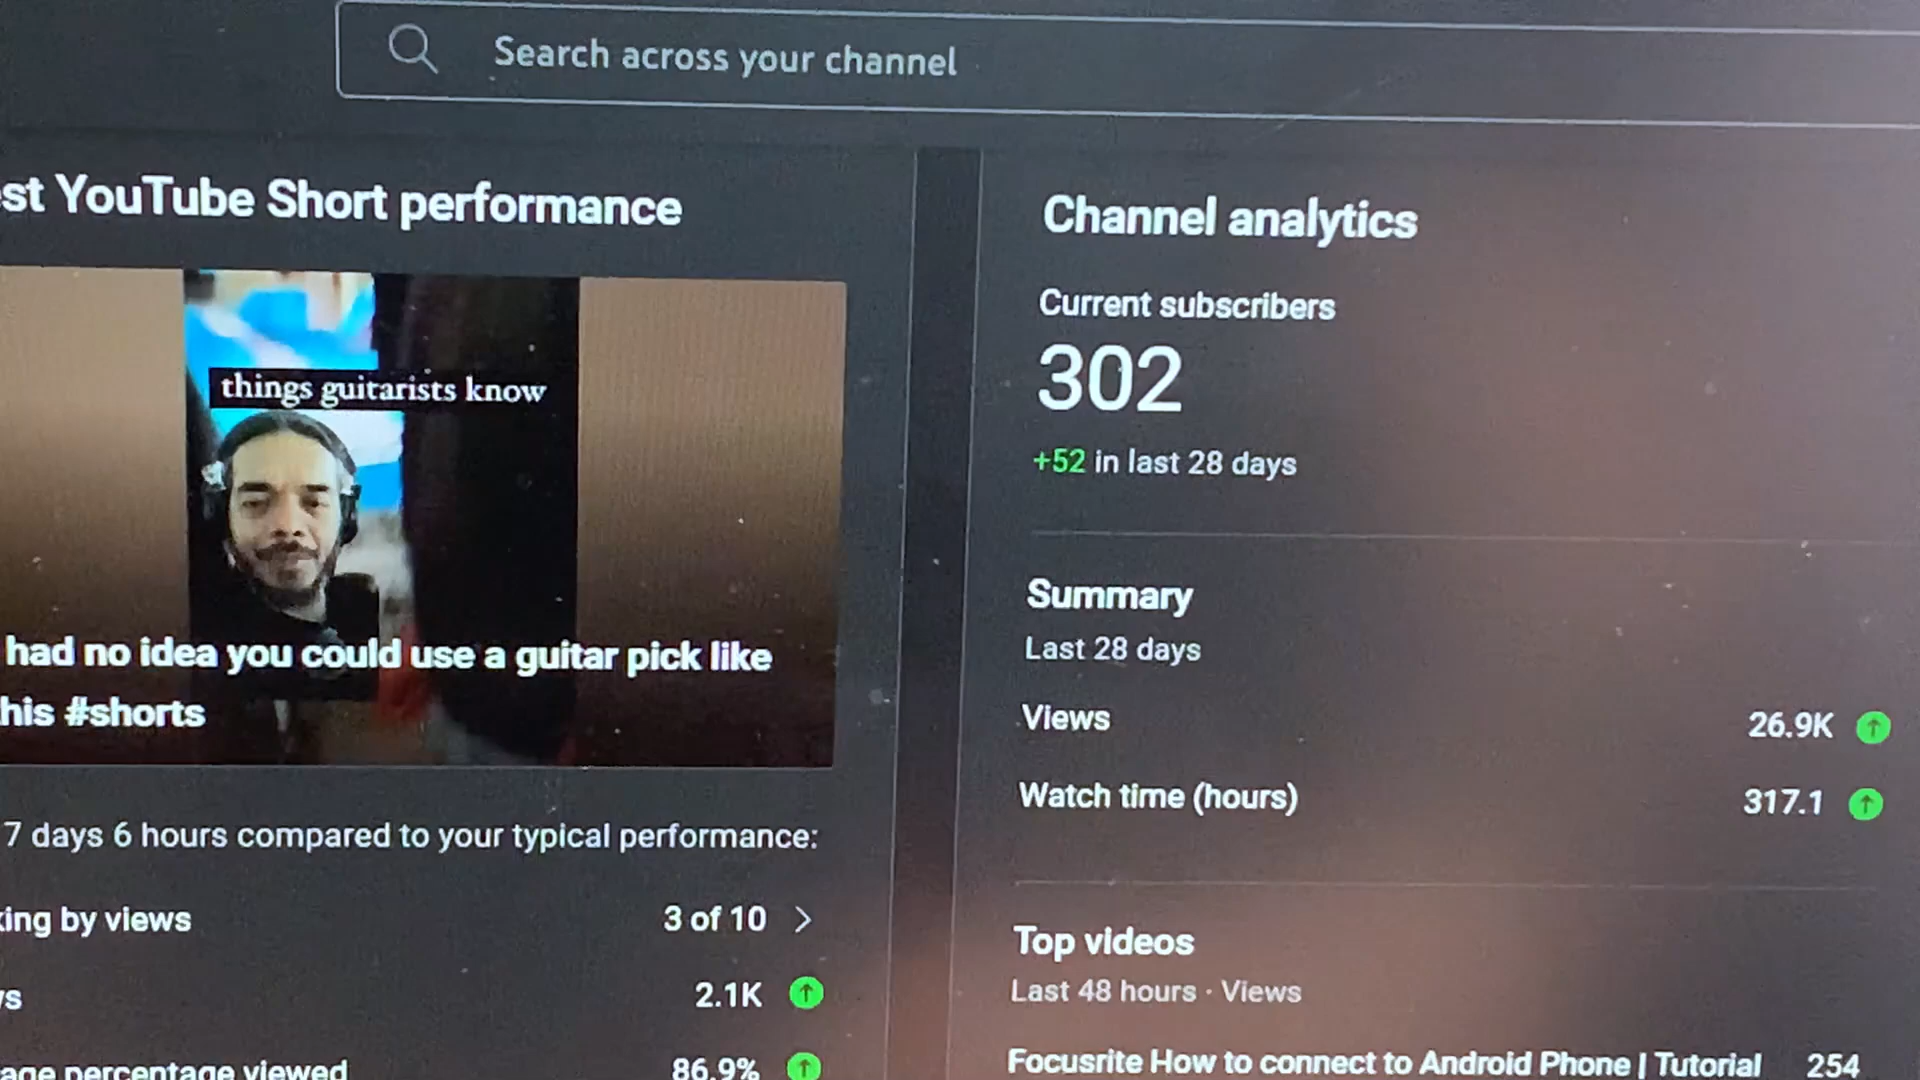 Search across your channel
st YouTube Short performance
things guitarists know
had no idea you could use a guitar pick like
his #shorts
7 days 6 hours compared to your typical performance:
king by views
3 of 10
2.1K
age percentage viewed
86.9%
Channel analytics
Current subscribers
302
+52 in last 28 days
Summary
Last 28 days
Views
26.9K
Watch time (hours)
317.1
Top videos
Last 48 hours · Views
Focusrite How to connect to Android Phone | Tutorial
254